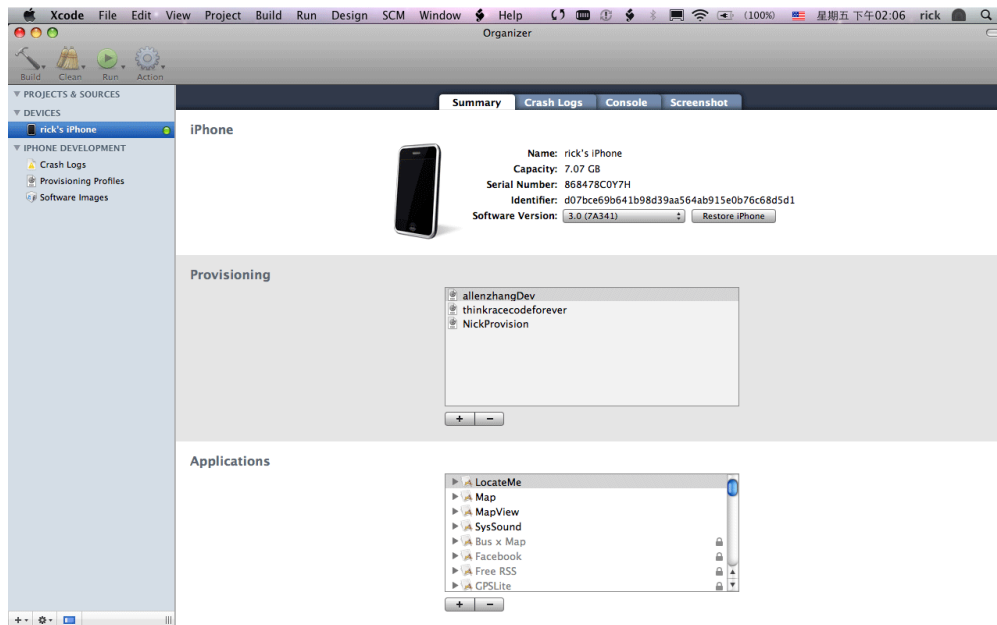 Xcode File Edit View Project Build Run Design SCM Window Help (100%) 星期五 下午02:06 rick
Organizer
Build Clean Run Action
PROJECTS & SOURCES
DEVICES
rick's iPhone
IPHONE DEVELOPMENT
Crash Logs
Provisioning Profiles
Software Images
Summary Crash Logs Console Screenshot
iPhone
Name: rick's iPhone
Capacity: 7.07 GB
Serial Number: 868478C0Y7H
Identifier: d07bce69b641b98d39aa564ab915e0b76c68d5d1
Software Version: 3.0 (7A341) Restore iPhone
Provisioning
allenzhangDev
thinkracecodeforever
NickProvision
+ −
Applications
LocateMe
Map
MapView
SysSound
Bus x Map
Facebook
Free RSS
GPSLite
+ −